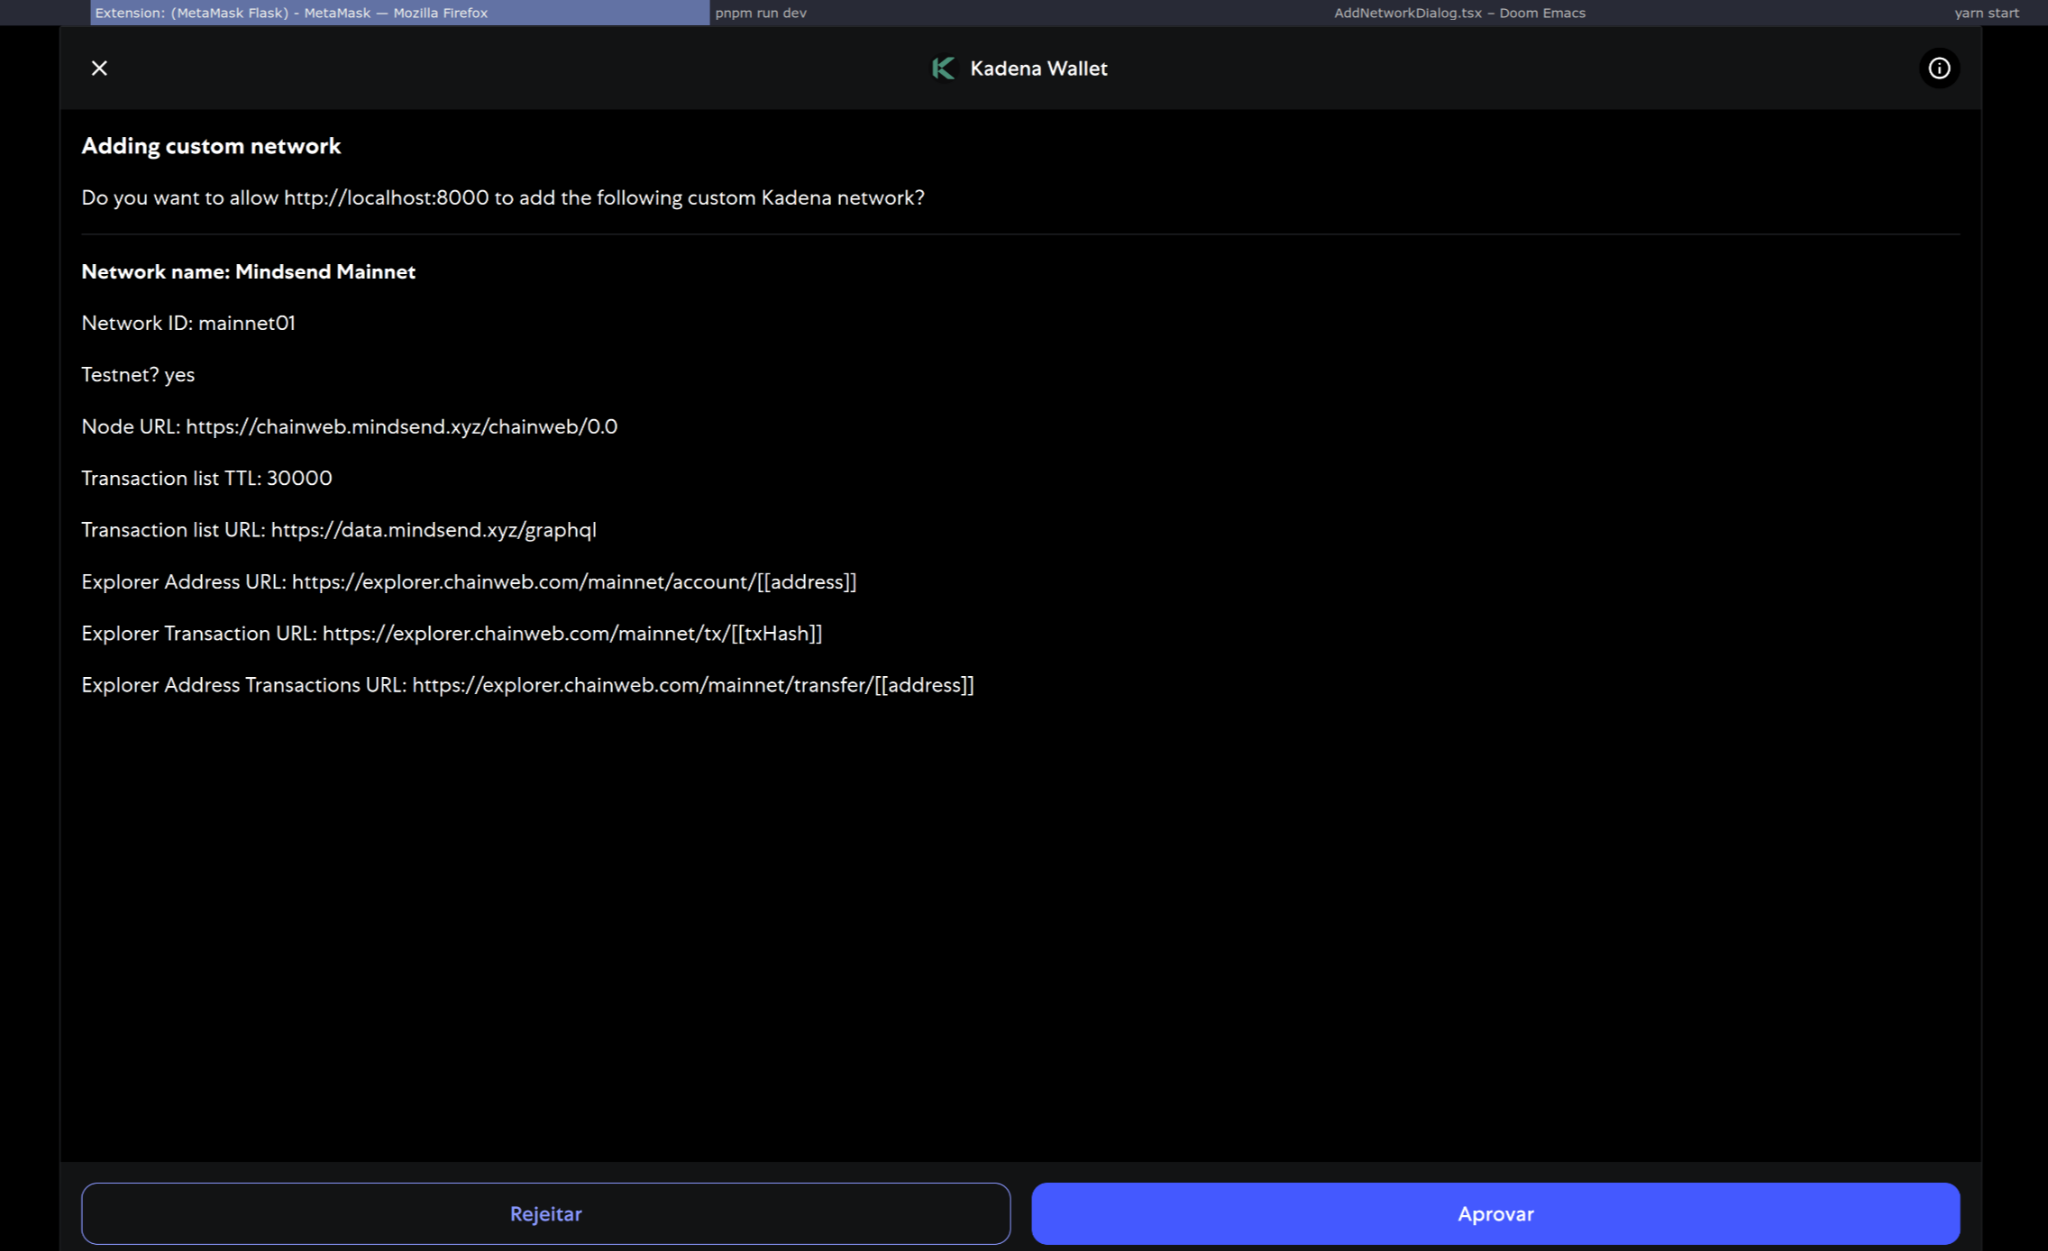 Extension: (MetaMask Flask) - MetaMask — Mozilla Firefox
pnpm run dev
AddNetworkDialog.tsx – Doom Emacs
yarn start
Kadena Wallet
Adding custom network
Do you want to allow http://localhost:8000 to add the following custom Kadena network?
Network name: Mindsend Mainnet
Network ID: mainnet01
Testnet? yes
Node URL: https://chainweb.mindsend.xyz/chainweb/0.0
Transaction list TTL: 30000
Transaction list URL: https://data.mindsend.xyz/graphql
Explorer Address URL: https://explorer.chainweb.com/mainnet/account/[[address]]
Explorer Transaction URL: https://explorer.chainweb.com/mainnet/tx/[[txHash]]
Explorer Address Transactions URL: https://explorer.chainweb.com/mainnet/transfer/[[address]]
Rejeitar
Aprovar